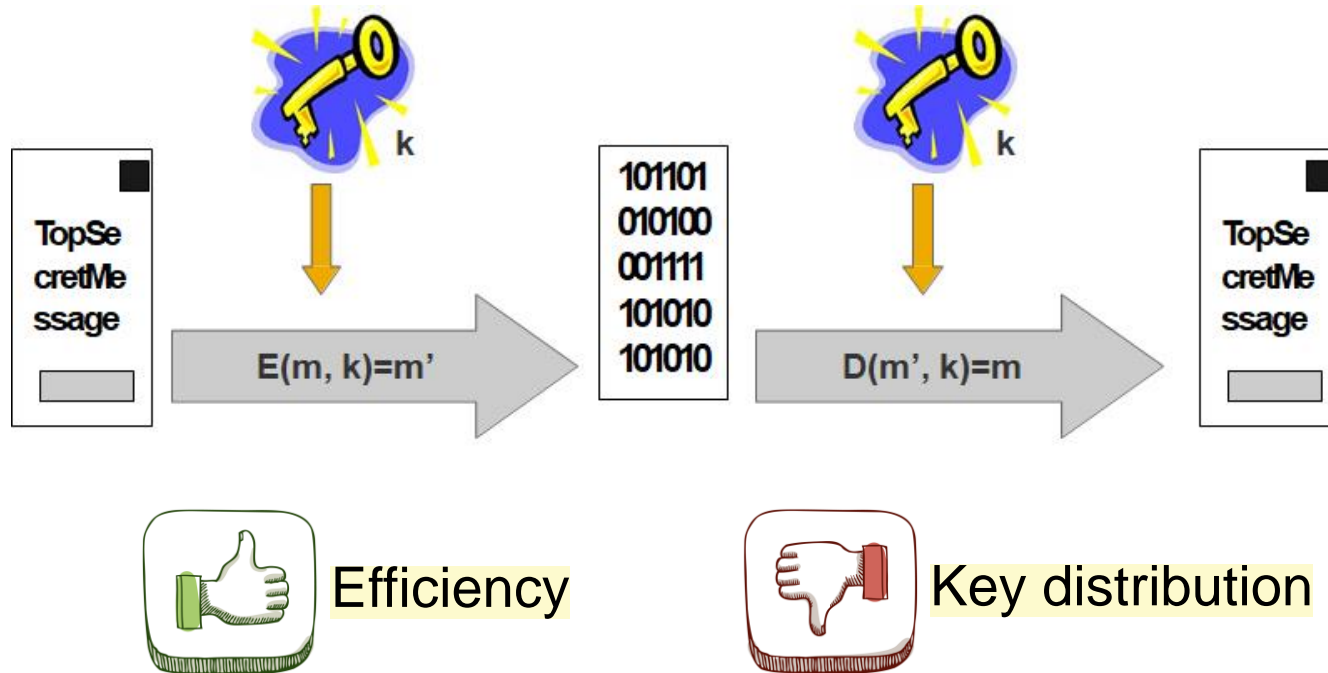 k
k
TopSe
cretMe
ssage
E(m, k)=m’
101101
010100
001111
101010
101010
D(m’, k)=m
TopSe
cretMe
ssage
Efficiency
Key distribution